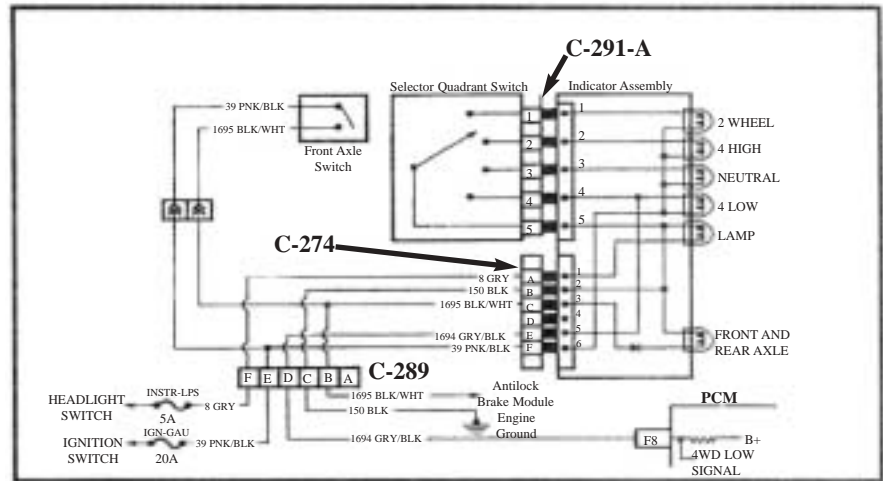 C-291-A
Selector Quadrant Switch
Indicator Assembly
39 PNK/BLK
1695 BLK/WHT
Front Axle
Switch
1
2
3
4
5
1
2
3
4
5
2 WHEEL
4 HIGH
NEUTRAL
4 LOW
LAMP
C-274
8 GRY
150 BLK
1695 BLK/WHT
1694 GRY/BLK
39 PNK/BLK
A
B
C
D
E
F
1
2
3
4
5
6
FRONT AND
REAR AXLE
F E D C B A
C-289
HEADLIGHT
SWITCH
INSTR-LPS
5A
8 GRY
IGNITION
SWITCH
IGN-GAU
20A
39 PNK/BLK
1695 BLK/WHT
150 BLK
1694 GRY/BLK
Antilock
Brake Module
Engine
Ground
PCM
F8
B+
4WD LOW
SIGNAL